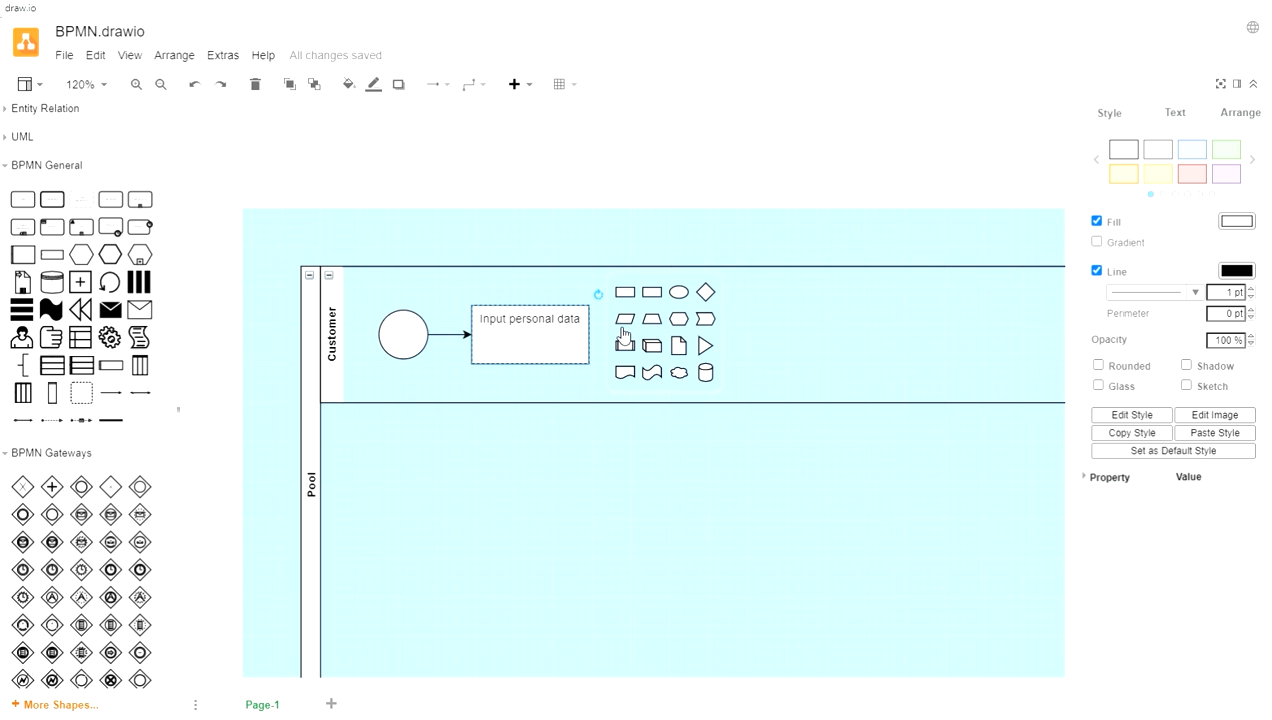 draw.io
BPMN.drawio
File Edit View Arrange Extras Help All changes saved
120%
Entity Relation
UML
BPMN General
BPMN Gateways
More Shapes...
Customer
Pool
Input personal data
Page-1
Style Text Arrange
Fill
Gradient
Line
1 pt
Perimeter 0 pt
Opacity 100 %
Rounded Shadow
Glass Sketch
Edit Style Edit Image
Copy Style Paste Style
Set as Default Style
Property Value